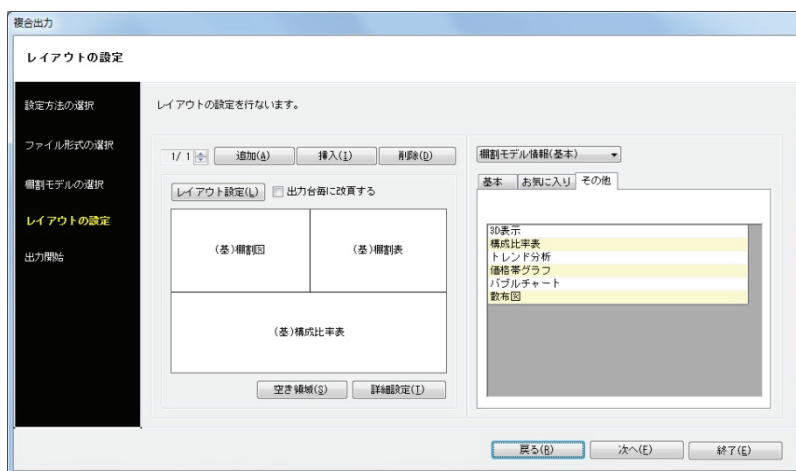 複合出力
レイアウトの設定
設定方法の選択
ファイル形式の選択
棚割モデルの選択
レイアウトの設定
出力開始
レイアウトの設定を行ないます。
1/ 1 追加(A) 挿入(I) 削除(D)
レイアウト設定(L) 出力台毎に改頁する
(基)棚割図 (基)棚割表
(基)構成比率表
空き領域(S) 詳細設定(T)
棚割モデル情報(基本)
基本 お気に入り その他
3D表示
構成比率表
トレンド分析
価格帯グラフ
バブルチャート
散布図
戻る(B) 次へ(F) 終了(E)